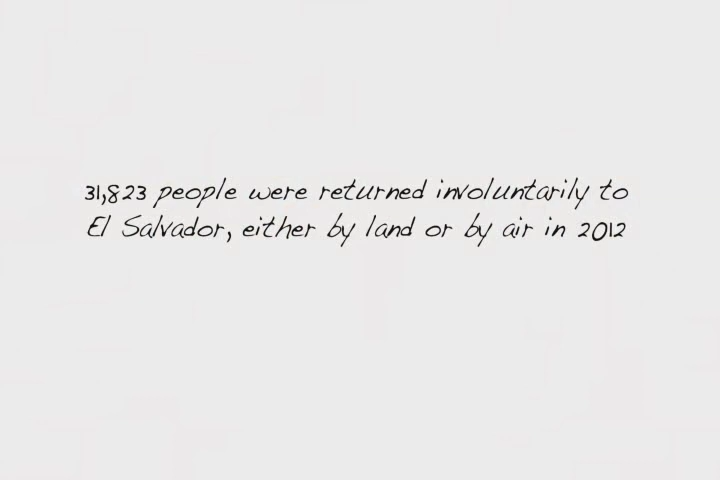 31,823 people were returned involuntarily to
El Salvador, either by land or by air in 2012